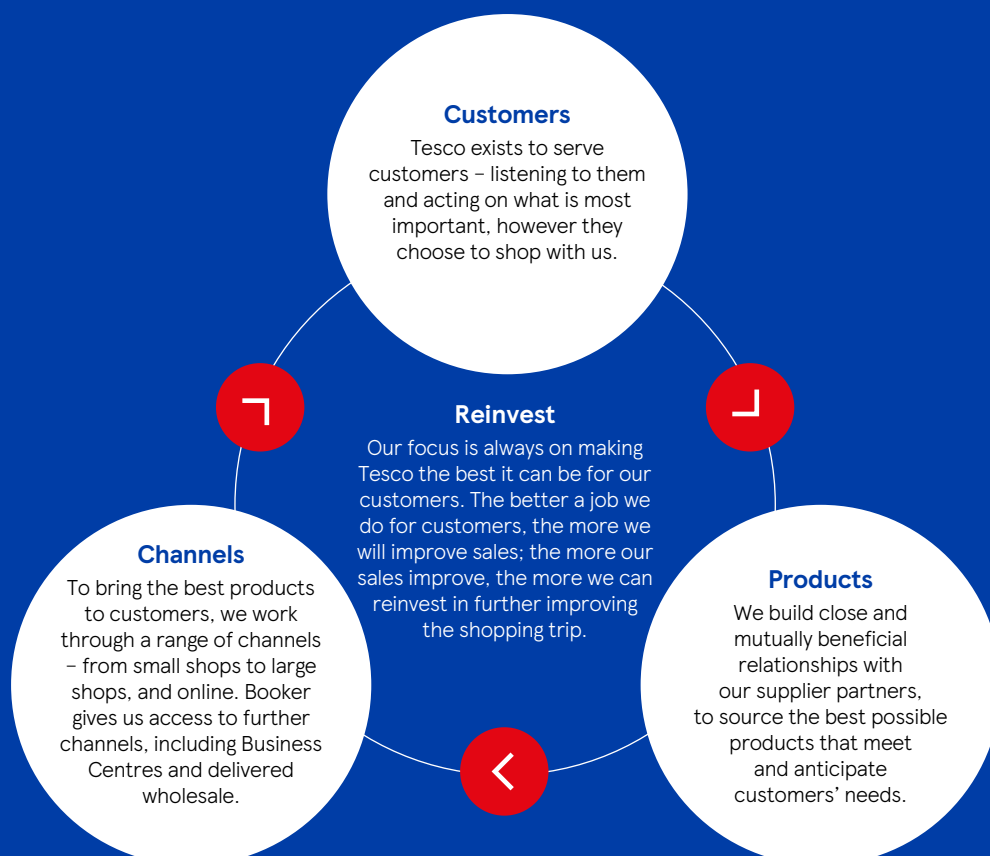 Customers
Tesco exists to serve
customers – listening to them
and acting on what is most
important, however they
choose to shop with us.
Reinvest
Our focus is always on making
Tesco the best it can be for our
customers. The better a job we
do for customers, the more we
will improve sales; the more our
sales improve, the more we can
reinvest in further improving
the shopping trip.
Channels
To bring the best products
to customers, we work
through a range of channels
– from small shops to large
shops, and online. Booker
gives us access to further
channels, including Business
Centres and delivered
wholesale.
Products
We build close and
mutually beneficial
relationships with
our supplier partners,
to source the best possible
products that meet
and anticipate
customers’ needs.